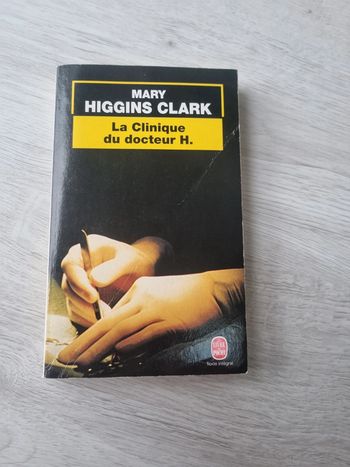 MARY
HIGGINS CLARK
La Clinique
du docteur H.
LE LIVRE
DE POCHE
Texte intégral